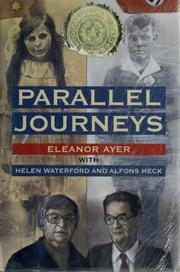 PARALLEL
JOURNEYS
ELEANOR AYER
WITH
HELEN WATERFORD AND ALFONS HECK